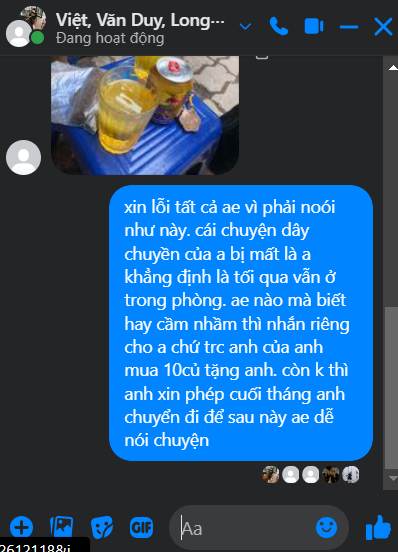 Việt, Văn Duy, Long...
Đang hoạt động
xin lỗi tất cả ae vì phải noói
như này. cái chuyện dây
chuyền của a bị mất là a
khẳng định là tối qua vẫn ở
trong phòng. ae nào mà biết
hay cầm nhầm thì nhắn riêng
cho a chứ trc anh của anh
mua 10củ tặng anh. còn k thì
anh xin phép cuối tháng anh
chuyển đi để sau này ae dễ
nói chuyện
GIF
Aa